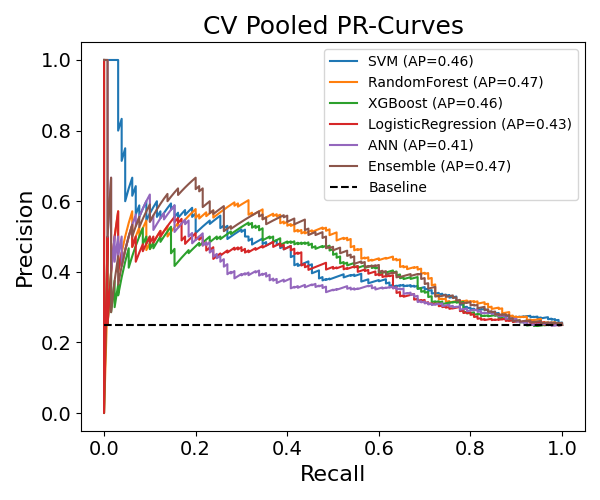 CV Pooled PR-Curves
SVM (AP=0.46)
RandomForest (AP=0.47)
XGBoost (AP=0.46)
LogisticRegression (AP=0.43)
ANN (AP=0.41)
Ensemble (AP=0.47)
Baseline
Precision
1.0
0.8
0.6
0.4
0.2
0.0
0.0 0.2 0.4 0.6 0.8 1.0
Recall